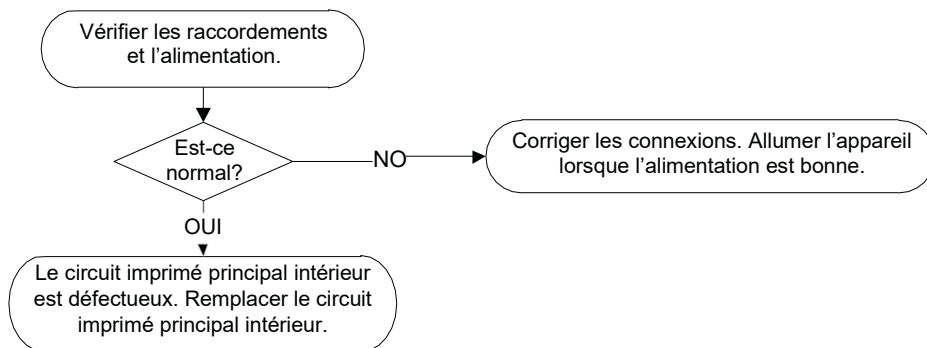 Vérifier les raccordements
et l’alimentation.
Est-ce
normal?
NO
Corriger les connexions. Allumer l’appareil
lorsque l’alimentation est bonne.
OUI
Le circuit imprimé principal intérieur
est défectueux. Remplacer le circuit
imprimé principal intérieur.